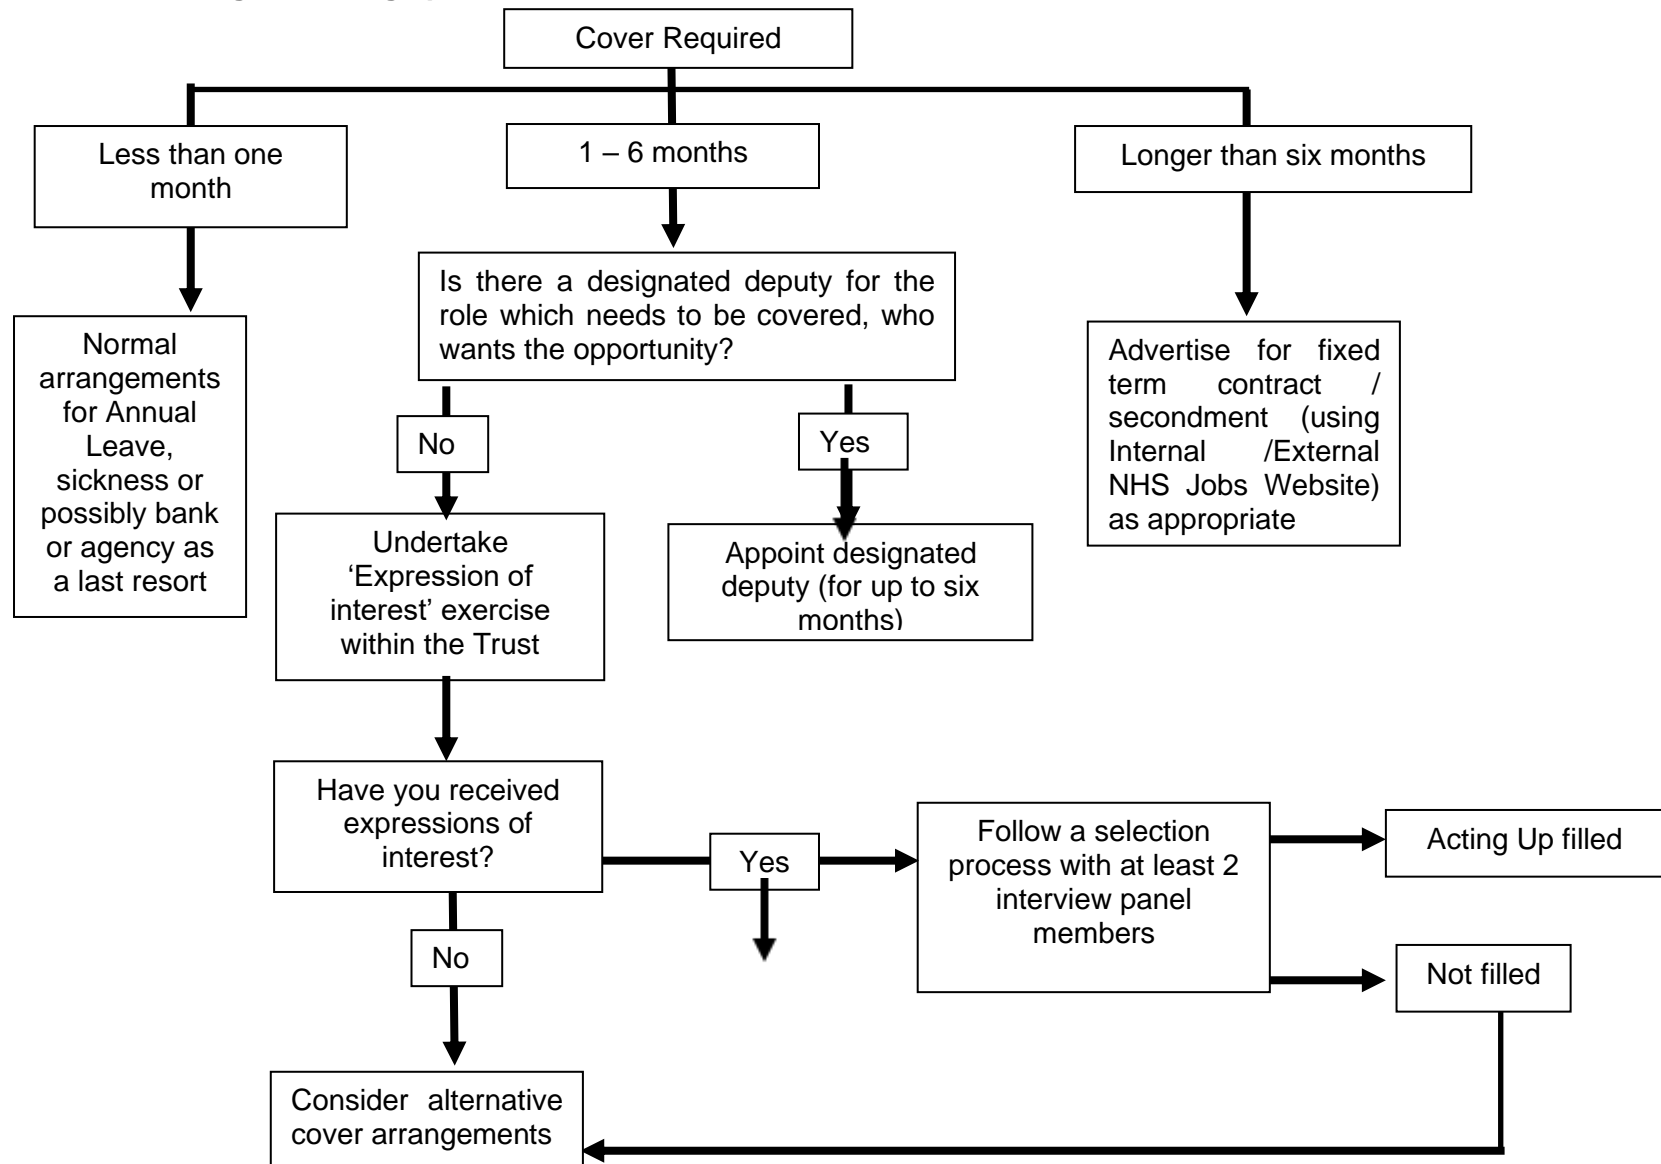 Cover Required
Less than one
month
1 – 6 months
Longer than six months
Is there a designated deputy for the
role which needs to be covered, who
wants the opportunity?
Normal
arrangements
for Annual
Leave,
sickness or
possibly bank
or agency as
a last resort
Advertise for fixed
term contract /
secondment (using
Internal /External
NHS Jobs Website)
as appropriate
No
Yes
Undertake
‘Expression of
interest’ exercise
within the Trust
Appoint designated
deputy (for up to six
months)
Have you received
expressions of
interest?
Yes
Follow a selection
process with at least 2
interview panel
members
Acting Up filled
No
Not filled
Consider alternative
cover arrangements